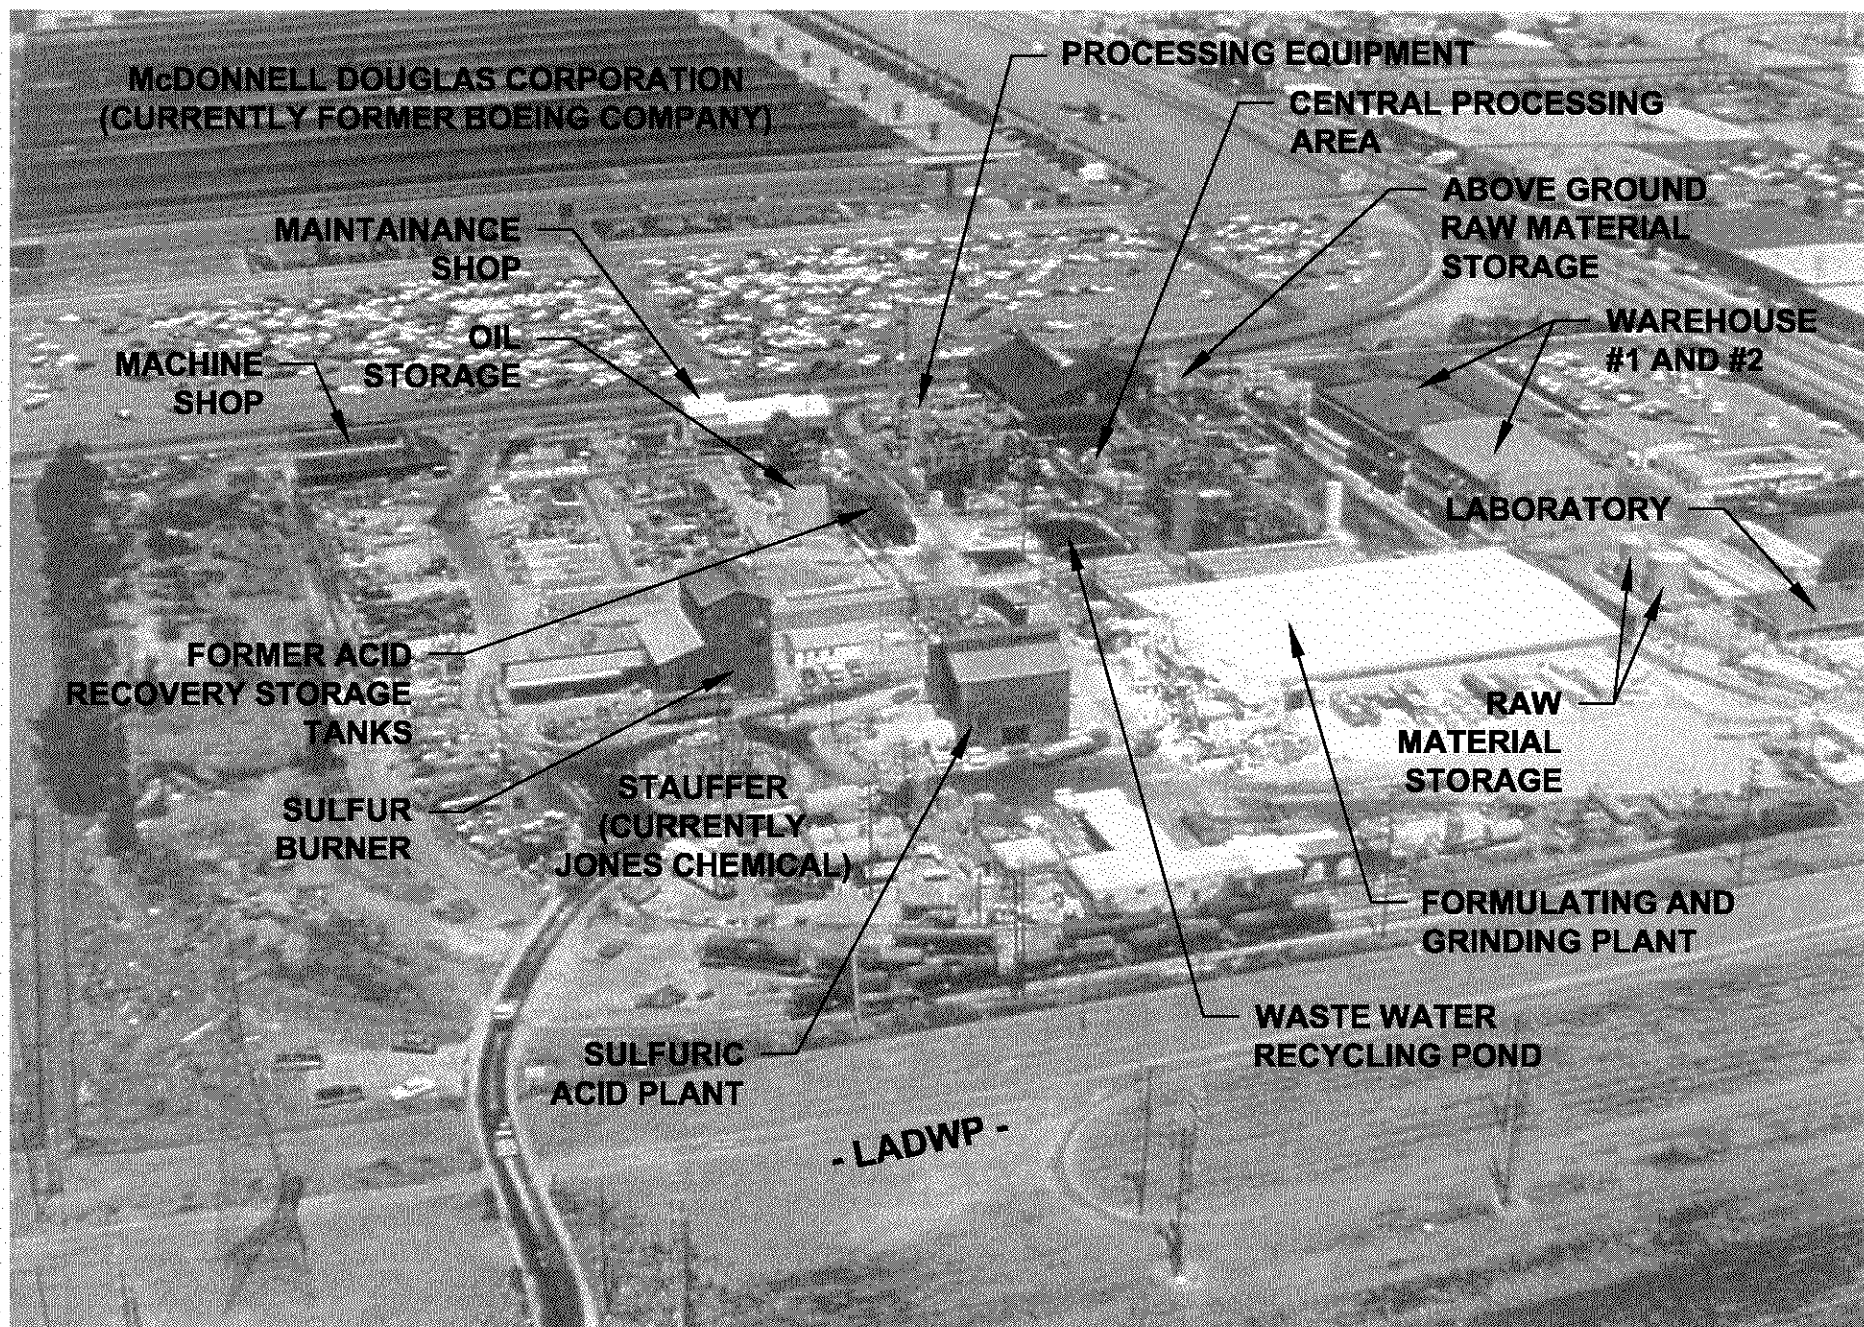 McDONNELL DOUGLAS CORPORATION
(CURRENTLY FORMER BOEING COMPANY)
PROCESSING EQUIPMENT
CENTRAL PROCESSING
AREA
ABOVE GROUND
RAW MATERIAL
STORAGE
MAINTAINANCE
SHOP
OIL
STORAGE
MACHINE
SHOP
WAREHOUSE
#1 AND #2
LABORATORY
FORMER ACID
RECOVERY STORAGE
TANKS
RAW
MATERIAL
STORAGE
SULFUR
BURNER
STAUFFER
(CURRENTLY
JONES CHEMICAL)
FORMULATING AND
GRINDING PLANT
WASTE WATER
RECYCLING POND
SULFURIC
ACID PLANT
- LADWP -